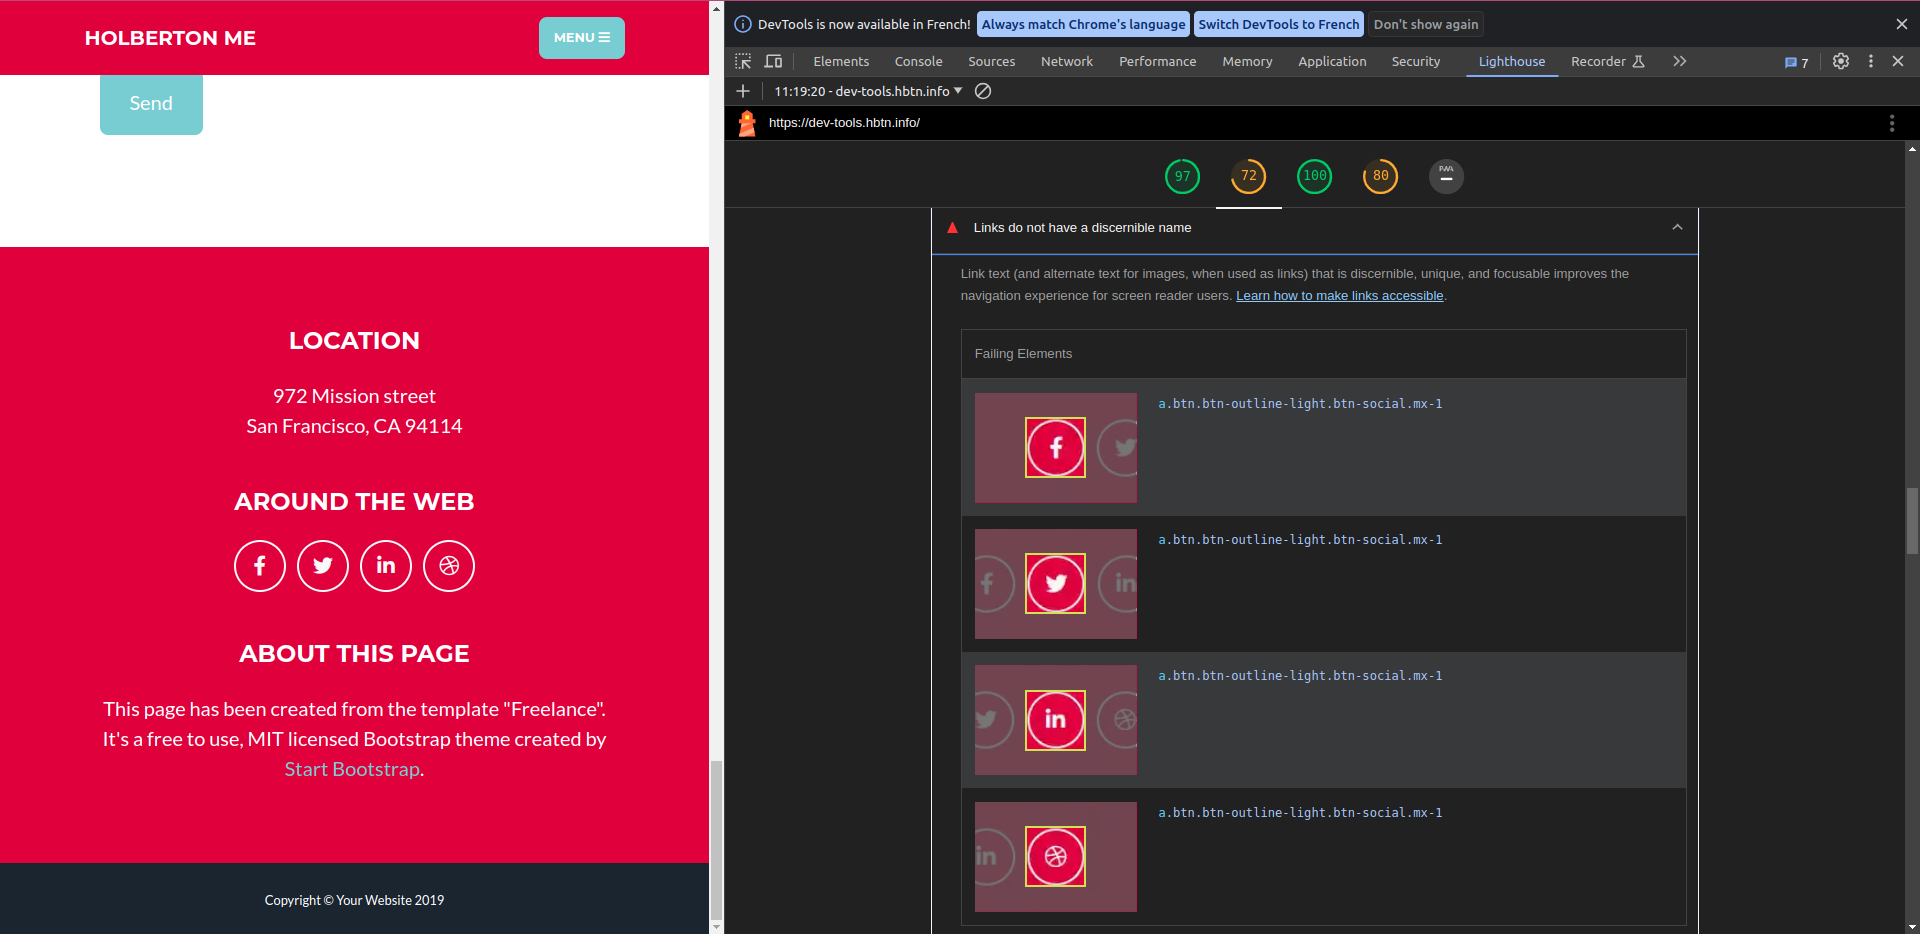 HOLBERTON ME
MENU
Send
LOCATION
972 Mission street
San Francisco, CA 94114
AROUND THE WEB
ABOUT THIS PAGE
This page has been created from the template "Freelance".
It's a free to use, MIT licensed Bootstrap theme created by
Start Bootstrap.
Copyright © Your Website 2019
DevTools is now available in French! Always match Chrome's language Switch DevTools to French Don't show again
Elements Console Sources Network Performance Memory Application Security Lighthouse Recorder 7
11:19:20 - dev-tools.hbtn.info
https://dev-tools.hbtn.info/
97 72 100 80 PWA
Links do not have a discernible name
Link text (and alternate text for images, when used as links) that is discernible, unique, and focusable improves the
navigation experience for screen reader users. Learn how to make links accessible.
Failing Elements
a.btn.btn-outline-light.btn-social.mx-1
a.btn.btn-outline-light.btn-social.mx-1
a.btn.btn-outline-light.btn-social.mx-1
a.btn.btn-outline-light.btn-social.mx-1